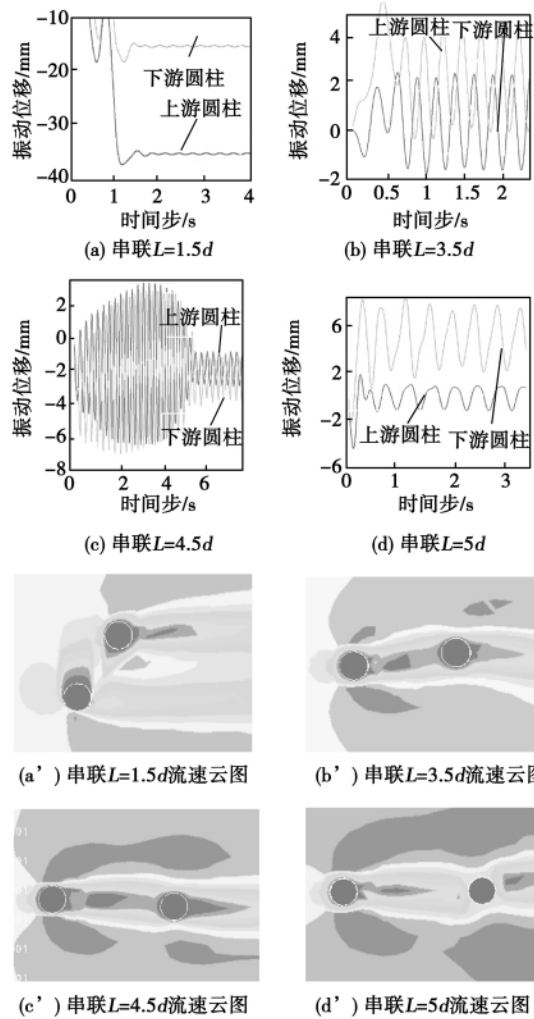 −10
−20
−30
−40
振动位移/mm
下游圆柱
上游圆柱
0 1 2 3 4
时间步/s
(a) 串联L=1.5d
4
2
0
−2
振动位移/mm
上游圆柱
下游圆柱
0 0.5 1 1.5 2
时间步/s
(b) 串联L=3.5d
2
0
−2
−4
−6
−8
振动位移/mm
上游圆柱
下游圆柱
0 2 4 6
时间步/s
(c) 串联L=4.5d
6
2
−2
−6
振动位移/mm
上游圆柱
下游圆柱
0 1 2 3
时间步/s
(d) 串联L=5d
(a’) 串联L=1.5d流速云图
(b’) 串联L=3.5d流速云图
(c’) 串联L=4.5d流速云图
(d’) 串联L=5d流速云图